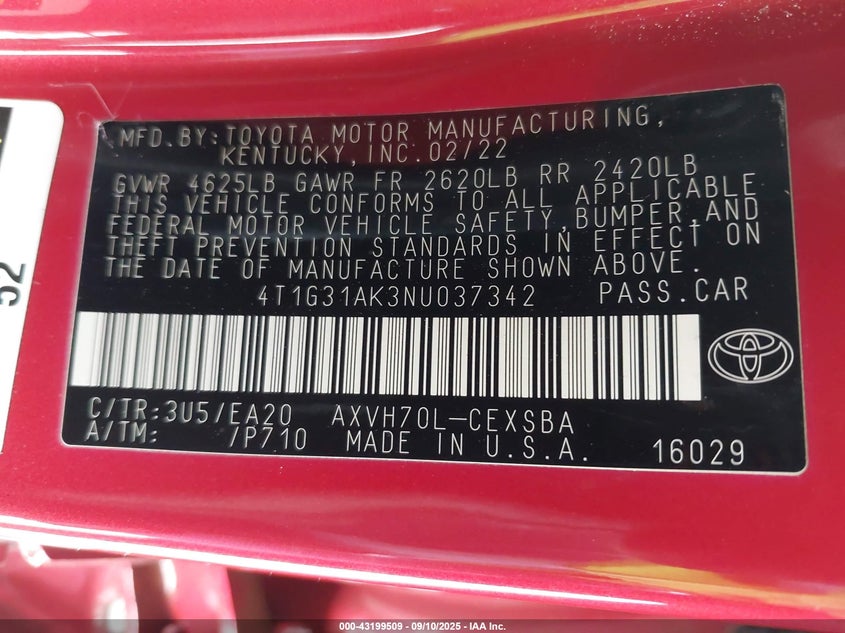 MFD.BY:TOYOTA MOTOR MANUFACTURING,
KENTUCKY,INC.02/22
GVWR 4625LB GAWR FR 2620LB RR 2420LB
THIS VEHICLE CONFORMS TO ALL APPLICABLE
FEDERAL MOTOR VEHICLE SAFETY,BUMPER,AND
THEFT PREVENTION STANDARDS IN EFFECT ON
THE DATE OF MANUFACTURE SHOWN ABOVE.
4T1G31AK3NU037342 PASS.CAR
C/TR:3U5/EA20 AXVH70L-CEXSBA
A/TM: /P710 MADE IN U.S.A. 16029
52
000-43199509 - 09/10/2025 - IAA Inc.